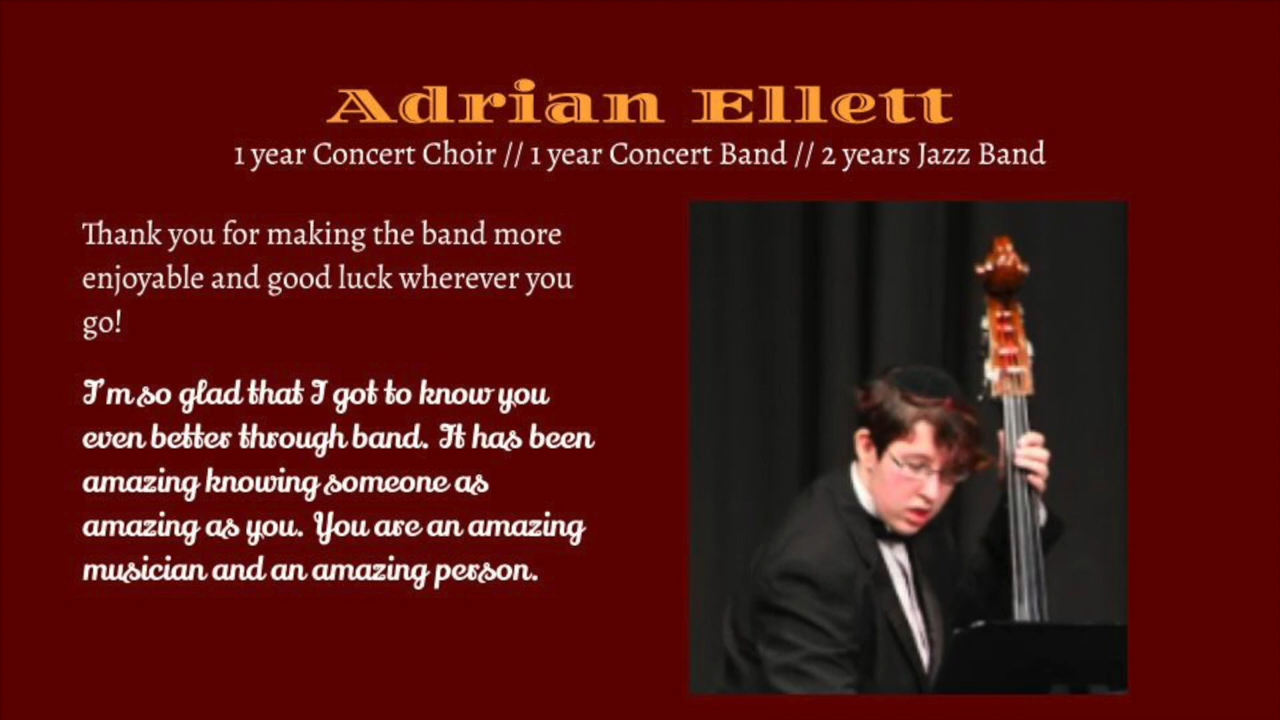 Adrian Ellett
1 year Concert Choir // 1 year Concert Band // 2 years Jazz Band
Thank you for making the band more
enjoyable and good luck wherever you
go!
I'm so glad that I got to know you
even better through band. It has been
amazing knowing someone as
amazing as you. You are an amazing
musician and an amazing person.